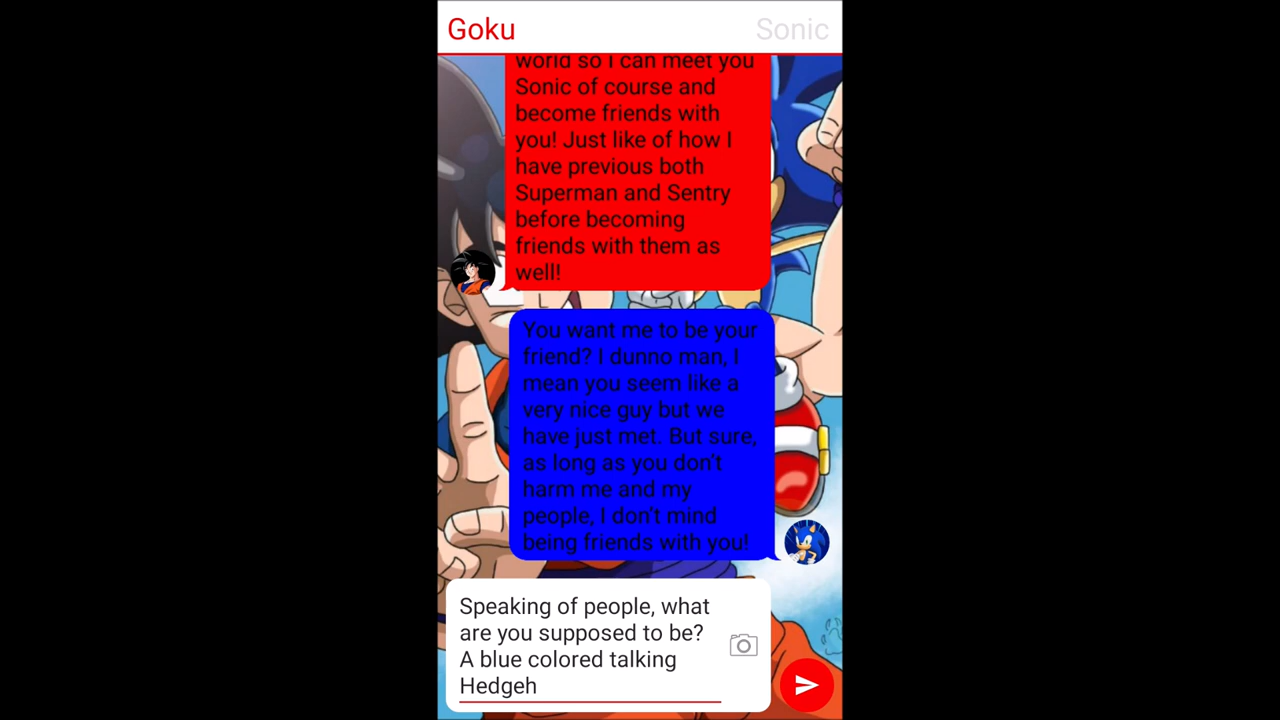 Goku
Sonic
world so I can meet you
Sonic of course and
become friends with
you! Just like of how I
have previous both
Superman and Sentry
before becoming
friends with them as
well!
You want me to be your
friend? I dunno man, I
mean you seem like a
very nice guy but we
have just met. But sure,
as long as you don't
harm me and my
people, I don't mind
being friends with you!
Speaking of people, what
are you supposed to be?
A blue colored talking
Hedgeh